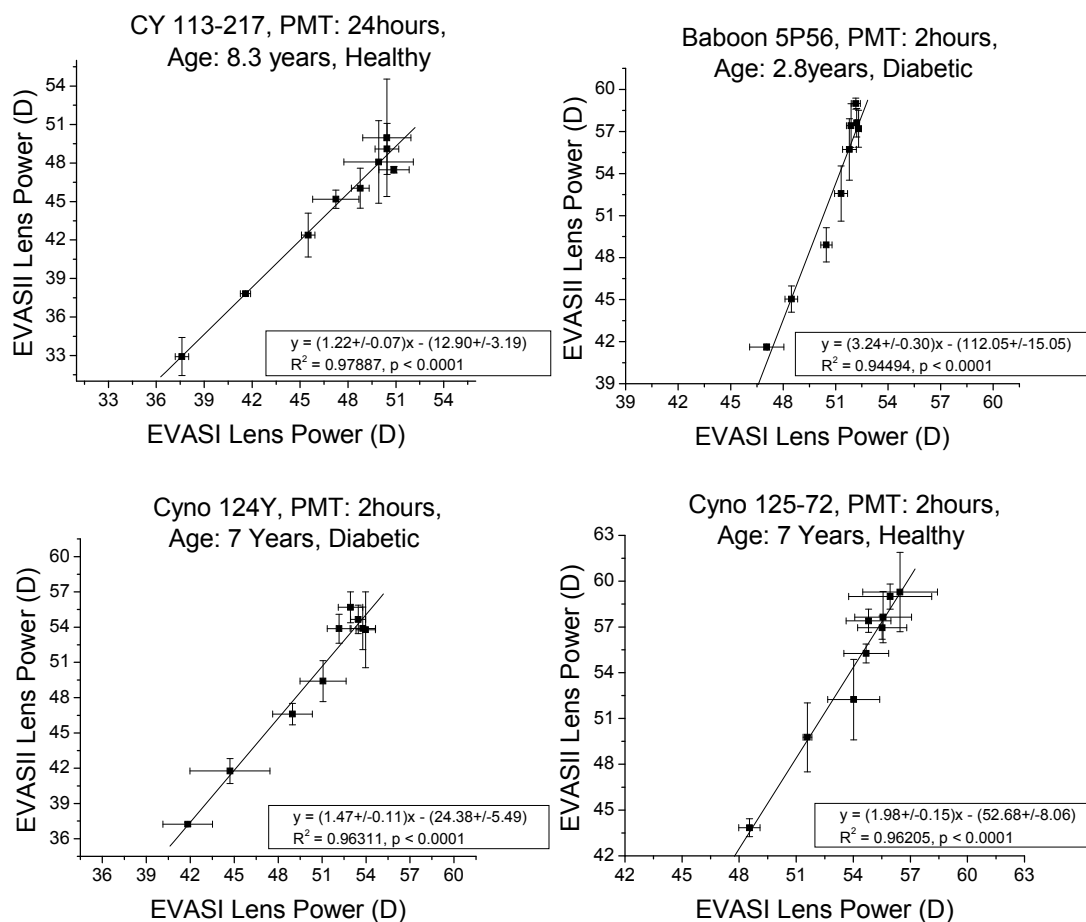 CY 113-217, PMT: 24hours,
Age: 8.3 years, Healthy
EVASII Lens Power (D)
54
51
48
45
42
39
36
33
y = (1.22+/-0.07)x - (12.90+/-3.19)
R² = 0.97887, p < 0.0001
33 36 39 42 45 48 51 54
EVASI Lens Power (D)
Baboon 5P56, PMT: 2hours,
Age: 2.8years, Diabetic
EVASII Lens Power (D)
60
57
54
51
48
45
42
39
y = (3.24+/-0.30)x - (112.05+/-15.05)
R² = 0.94494, p < 0.0001
39 42 45 48 51 54 57 60
EVASI Lens Power (D)
Cyno 124Y, PMT: 2hours,
Age: 7 Years, Diabetic
EVASII Lens Power (D)
60
57
54
51
48
45
42
39
36
y = (1.47+/-0.11)x - (24.38+/-5.49)
R² = 0.96311, p < 0.0001
36 39 42 45 48 51 54 57 60
EVASI Lens Power (D)
Cyno 125-72, PMT: 2hours,
Age: 7 Years, Healthy
EVASII Lens Power (D)
63
60
57
54
51
48
45
42
y = (1.98+/-0.15)x - (52.68+/-8.06)
R² = 0.96205, p < 0.0001
42 45 48 51 54 57 60 63
EVASI Lens Power (D)